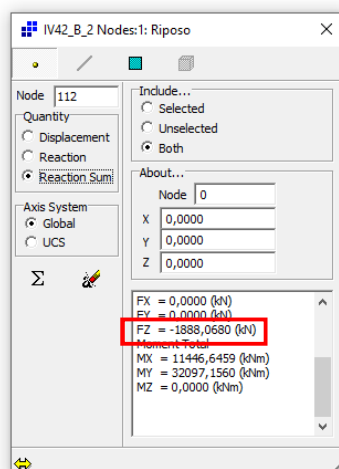 IV42_B_2 Nodes:1: Riposo
Node 112
Quantity
Displacement
Reaction
Reaction Sum
Axis System
Global
UCS
Σ
Include...
Selected
Unselected
Both
About...
Node 0
X 0,0000
Y 0,0000
Z 0,0000
FX = 0,0000 (kN)
FY = 0,0000 (kN)
FZ = -1888,0680 (kN)
Moment Total
MX = 11446,6459 (kNm)
MY = 32097,1560 (kNm)
MZ = 0,0000 (kNm)